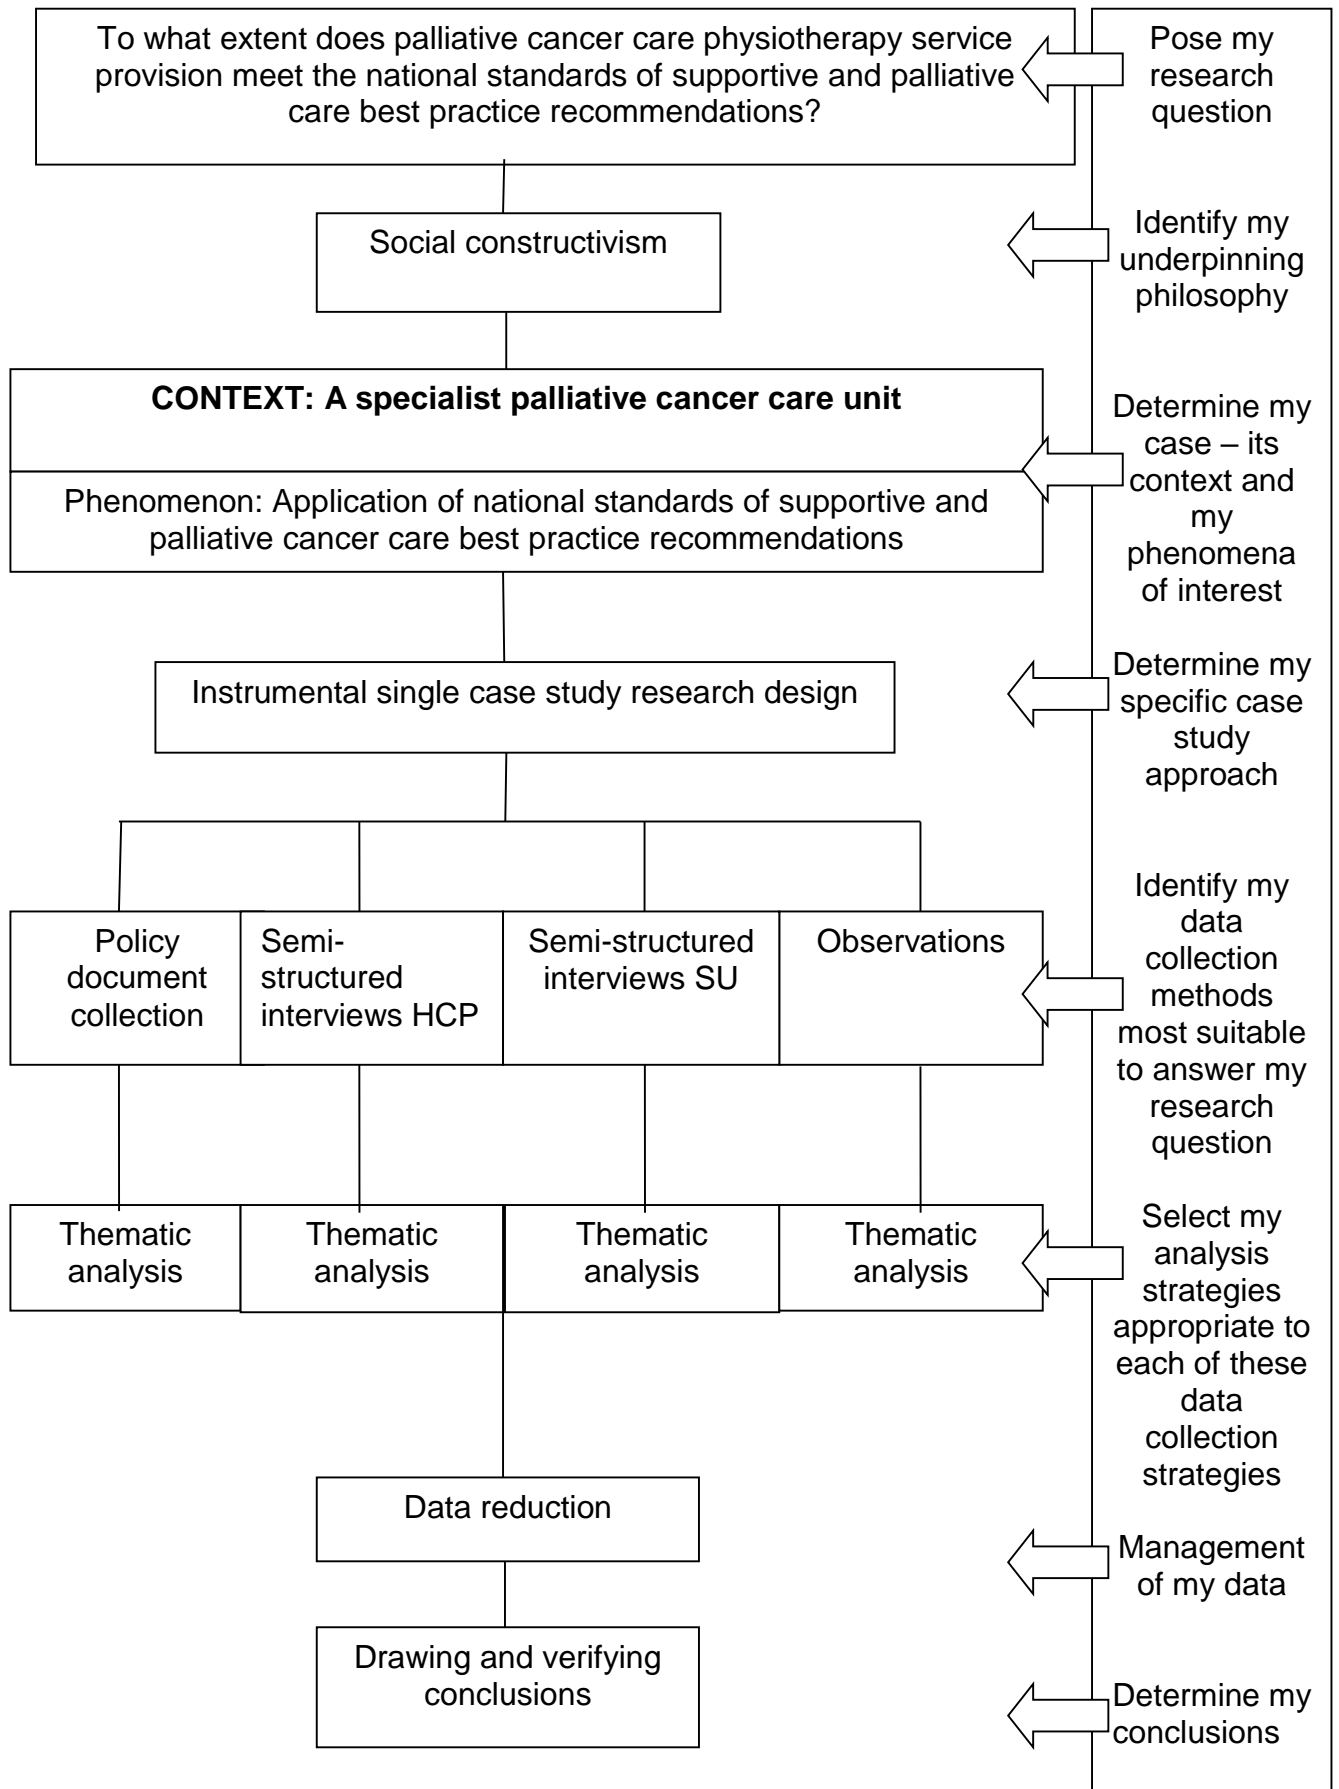 To what extent does palliative cancer care physiotherapy service
provision meet the national standards of supportive and palliative
care best practice recommendations?
Pose my
research
question
Social constructivism
Identify my
underpinning
philosophy
CONTEXT: A specialist palliative cancer care unit
Phenomenon: Application of national standards of supportive and
palliative cancer care best practice recommendations
Determine my
case – its
context and
my
phenomena
of interest
Instrumental single case study research design
Determine my
specific case
study
approach
Policy
document
collection
Semi-
structured
interviews HCP
Semi-structured
interviews SU
Observations
Identify my
data
collection
methods
most suitable
to answer my
research
question
Thematic
analysis
Thematic
analysis
Thematic
analysis
Thematic
analysis
Select my
analysis
strategies
appropriate to
each of these
data
collection
strategies
Data reduction
Management
of my data
Drawing and verifying
conclusions
Determine my
conclusions